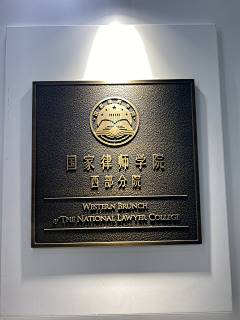 国家律师学院
西部分院
WESTERN BRUNCH
of THE NATIONAL LAWYER COLLEGE